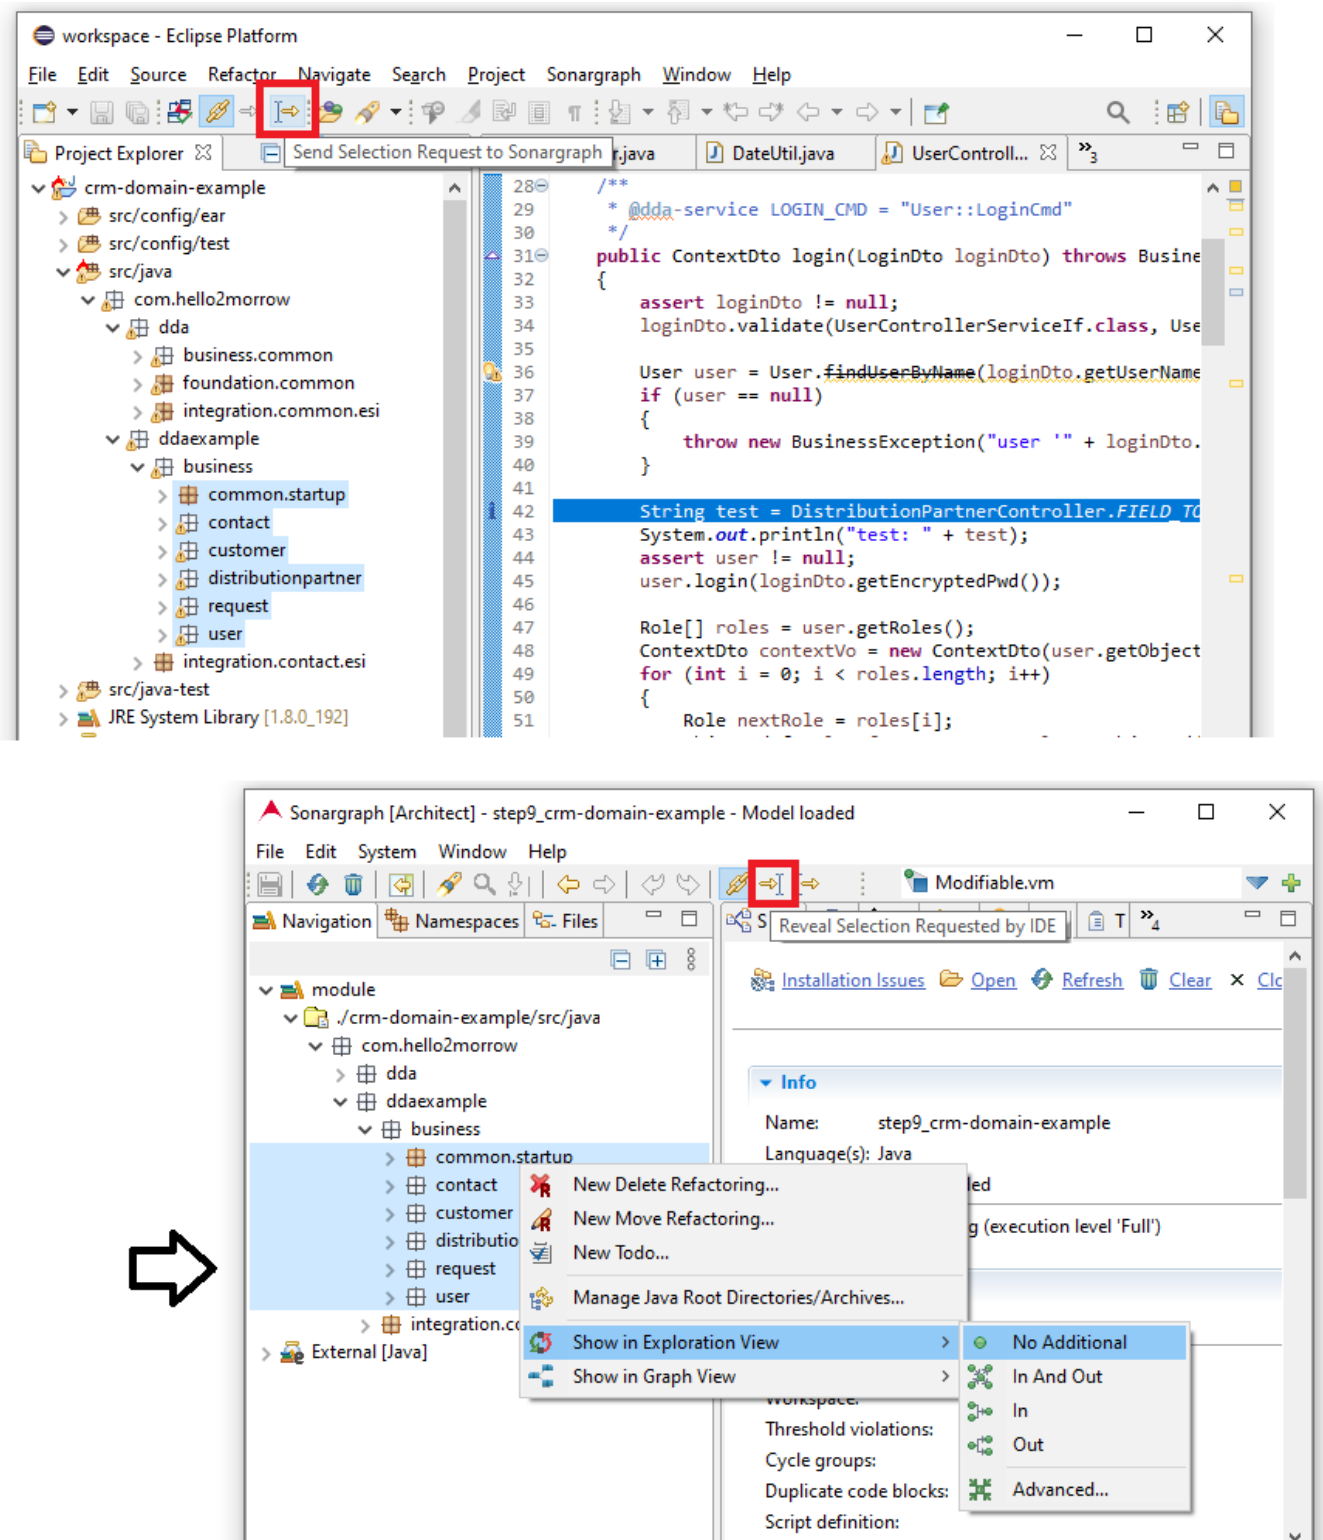 workspace - Eclipse Platform
File Edit Source Refactor Navigate Search Project Sonargraph Window Help
Project Explorer
Send Selection Request to Sonargraph
r.java
DateUtil.java
UserControll...
3
crm-domain-example
src/config/ear
src/config/test
src/java
com.hello2morrow
dda
business.common
foundation.common
integration.common.esi
ddaexample
business
common.startup
contact
customer
distributionpartner
request
user
integration.contact.esi
src/java-test
JRE System Library [1.8.0_192]
28 /**
29 * @dda-service LOGIN_CMD = "User::LoginCmd"
30 */
31 public ContextDto login(LoginDto loginDto) throws Busine
32 {
33 assert loginDto != null;
34 loginDto.validate(UserControllerServiceIf.class, Use
35
36 User user = User.findUserByName(loginDto.getUserName
37 if (user == null)
38 {
39 throw new BusinessException("user '" + loginDto.
40 }
41
42 String test = DistributionPartnerController.FIELD_TO
43 System.out.println("test: " + test);
44 assert user != null;
45 user.login(loginDto.getEncryptedPwd());
46
47 Role[] roles = user.getRoles();
48 ContextDto contextVo = new ContextDto(user.getObject
49 for (int i = 0; i < roles.length; i++)
50 {
51 Role nextRole = roles[i];
Sonargraph [Architect] - step9_crm-domain-example - Model loaded
File Edit System Window Help
Modifiable.vm
Navigation Namespaces Files
S
Reveal Selection Requested by IDE
T
4
Installation Issues Open Refresh Clear Clo
module
./crm-domain-example/src/java
com.hello2morrow
dda
ddaexample
business
common.startup
contact
customer
distributio
request
user
integration.co
External [Java]
Info
Name: step9_crm-domain-example
Language(s): Java
led
g (execution level 'Full')
New Delete Refactoring...
New Move Refactoring...
New Todo...
Manage Java Root Directories/Archives...
Show in Exploration View
Show in Graph View
No Additional
In And Out
In
Out
Advanced...
Workspace:
Threshold violations:
Cycle groups:
Duplicate code blocks:
Script definition: